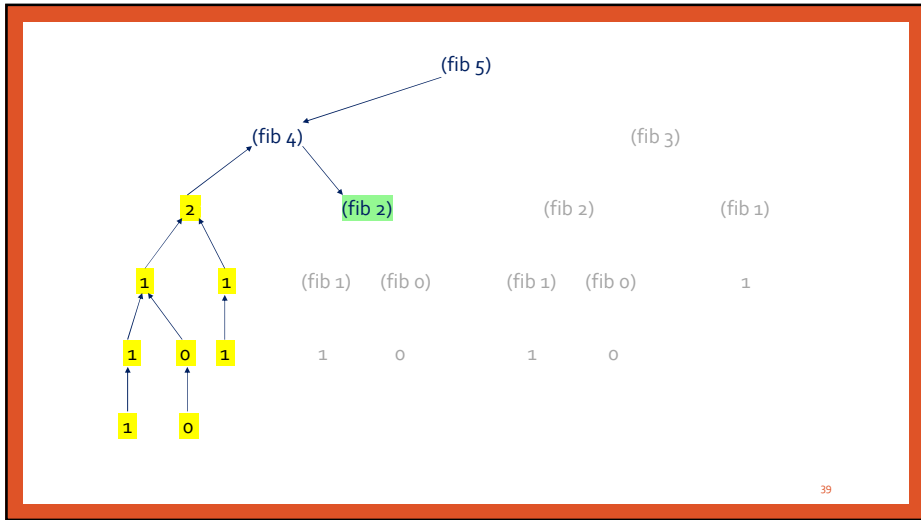 (fib 5)
(fib 4) (fib 3)
2 (fib 2) (fib 2) (fib 1)
1 1 (fib 1) (fib 0) (fib 1) (fib 0) 1
1 0 1 1 0 1 0
1 0
39